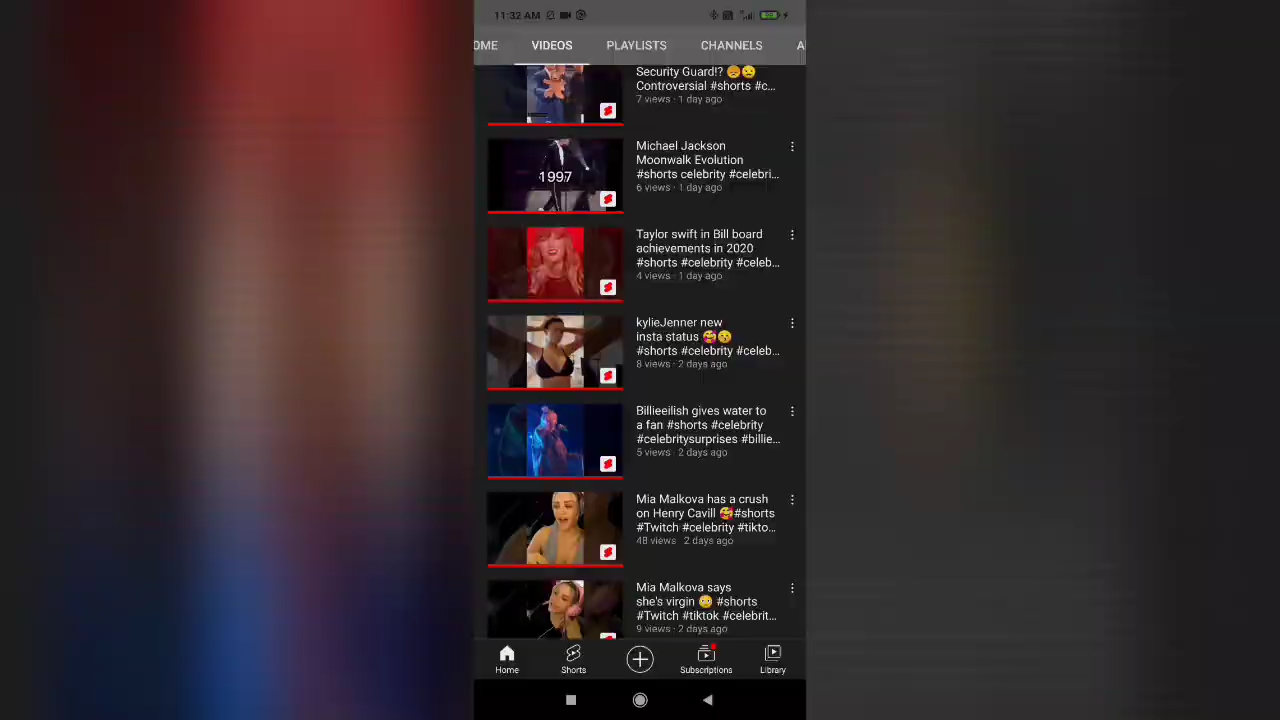 11:32 AM
OME VIDEOS PLAYLISTS CHANNELS A
Security Guard!? 😠😟
Controversial #shorts #c...
7 views · 1 day ago
1997
Michael Jackson
Moonwalk Evolution
#shorts celebrity #celebri...
6 views · 1 day ago
Taylor swift in Bill board
achievements in 2020
#shorts #celebrity #celeb...
4 views · 1 day ago
kylieJenner new
insta status 🥰😚
#shorts #celebrity #celeb...
8 views · 2 days ago
Billieeilish gives water to
a fan #shorts #celebrity
#celebritysurprises #billie...
5 views · 2 days ago
Mia Malkova has a crush
on Henry Cavill 🥰#shorts
#Twitch #celebrity #tikto...
48 views · 2 days ago
Mia Malkova says
she's virgin 😳 #shorts
#Twitch #tiktok #celebrit...
9 views · 2 days ago
Home Shorts Subscriptions Library